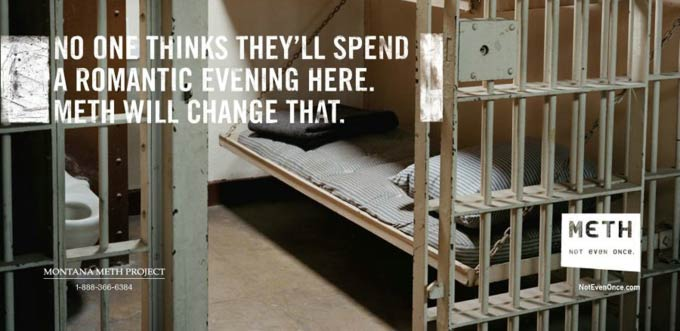 NO ONE THINKS THEY'LL SPEND
A ROMANTIC EVENING HERE.
METH WILL CHANGE THAT.
MONTANA METH PROJECT
1-888-366-6384
METH
NOT EVEN ONCE.
NotEvenOnce.com